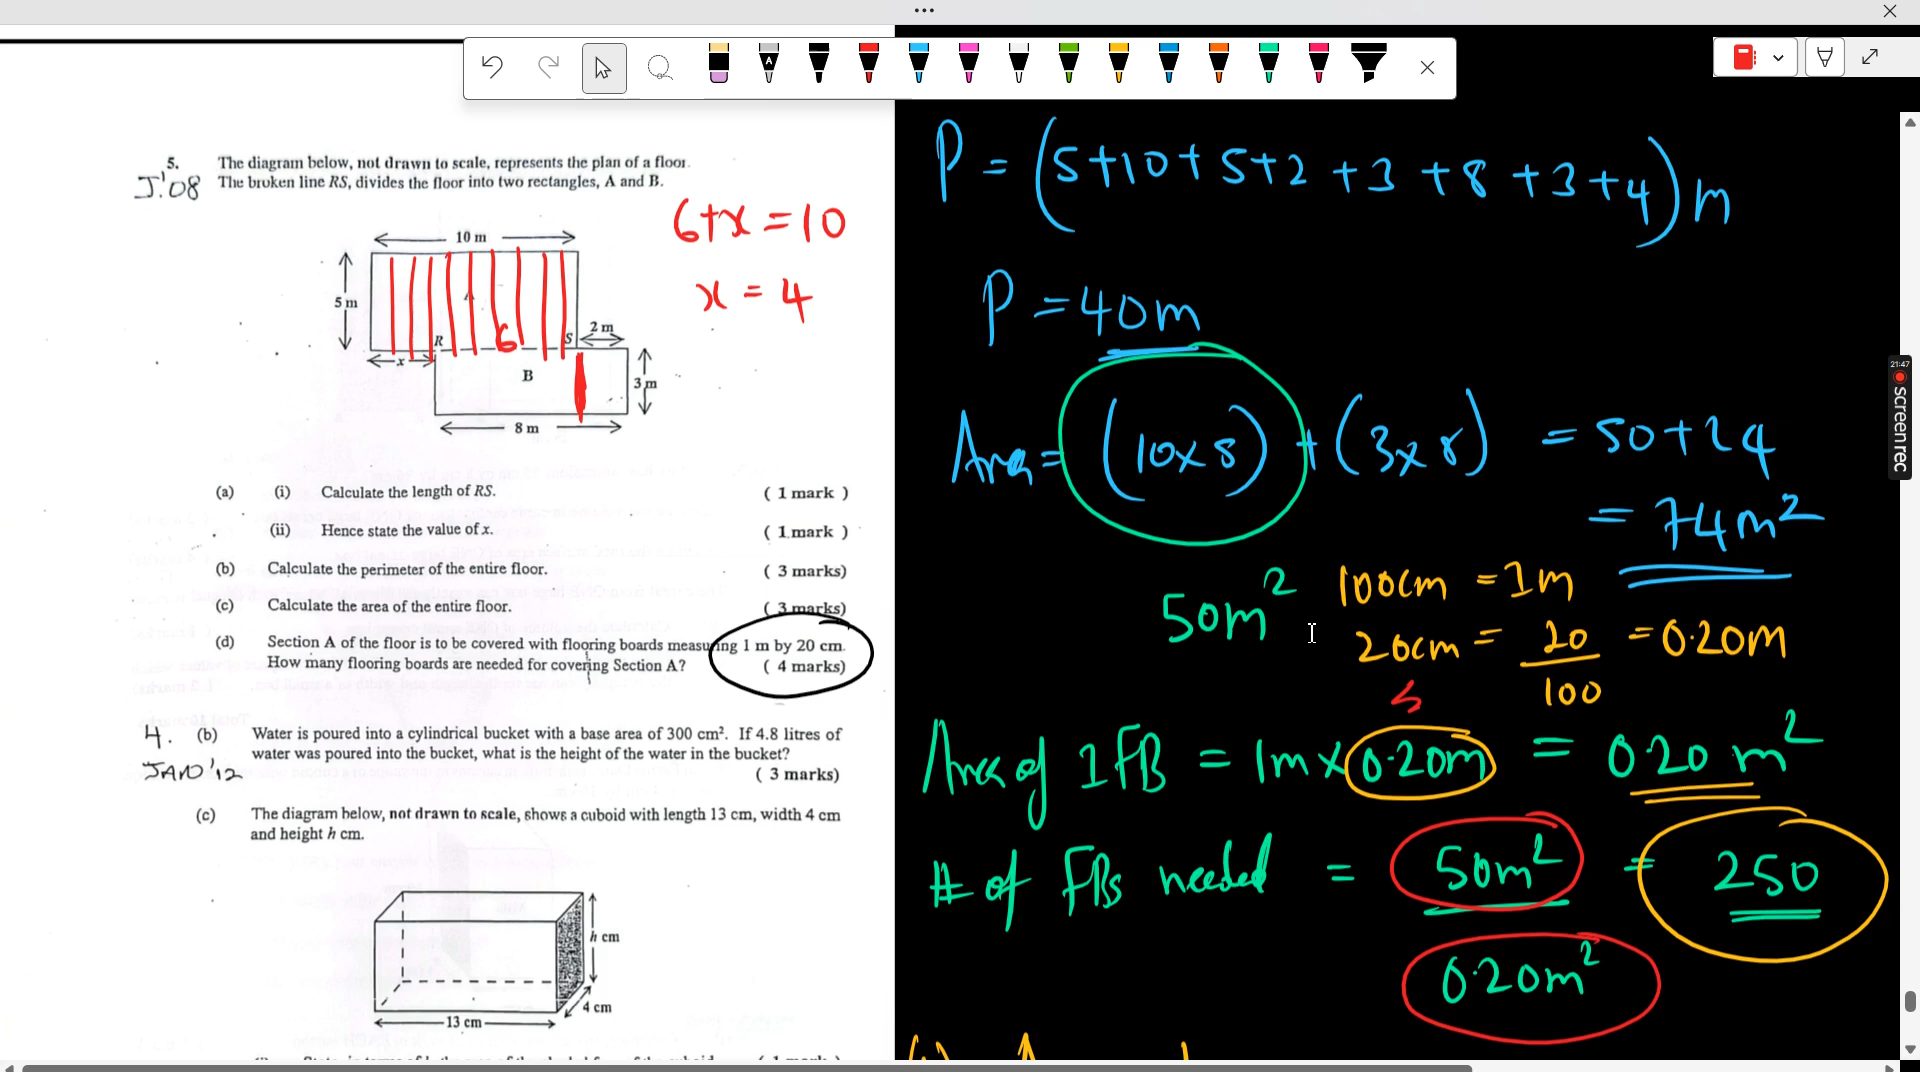 5. The diagram below, not drawn to scale, represents the plan of a floor.
J'08 The broken line RS, divides the floor into two rectangles, A and B.
6+x=10
x = 4
10 m
5 m
A
R
6
S
2 m
x
B
3 m
8 m
(a) (i) Calculate the length of RS. ( 1 mark )
(ii) Hence state the value of x. ( 1 mark )
(b) Calculate the perimeter of the entire floor. ( 3 marks)
(c) Calculate the area of the entire floor. ( 3 marks)
(d) Section A of the floor is to be covered with flooring boards measuring 1 m by 20 cm.
How many flooring boards are needed for covering Section A? ( 4 marks)
4. (b) Water is poured into a cylindrical bucket with a base area of 300 cm². If 4.8 litres of
JAN'12 water was poured into the bucket, what is the height of the water in the bucket?
( 3 marks)
(c) The diagram below, not drawn to scale, shows a cuboid with length 13 cm, width 4 cm
and height h cm.
h cm
4 cm
13 cm
P = (5+10+5+2+3+8+3+4)m
P = 40m
Area = (10x8) + (3x8) = 50+24
= 74m²
50m²
100cm = 1m
20cm = 20/100 = 0.20m
Area of 1 FB = 1m x 0.20m = 0.20 m²
# of FBs needed = 50m² = 250
0.20m²
21:47
screenrec